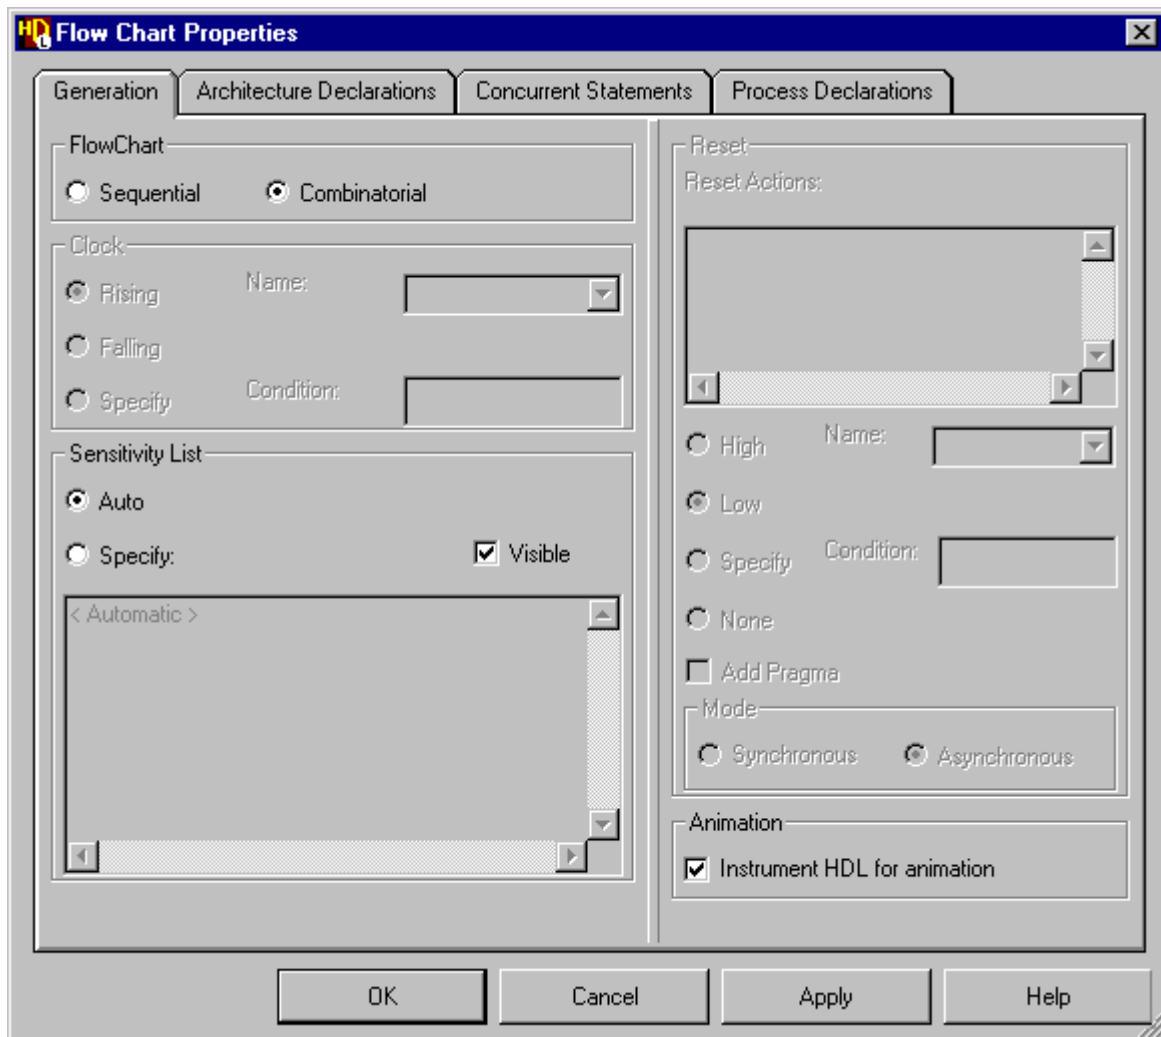 HDL Flow Chart Properties
Generation Architecture Declarations Concurrent Statements Process Declarations
FlowChart
Sequential Combinatorial
Clock
Rising Name:
Falling
Specify Condition:
Sensitivity List
Auto
Specify: Visible
< Automatic >
Reset
Reset Actions:
High Name:
Low
Specify Condition:
None
Add Pragma
Mode
Synchronous Asynchronous
Animation
Instrument HDL for animation
OK Cancel Apply Help